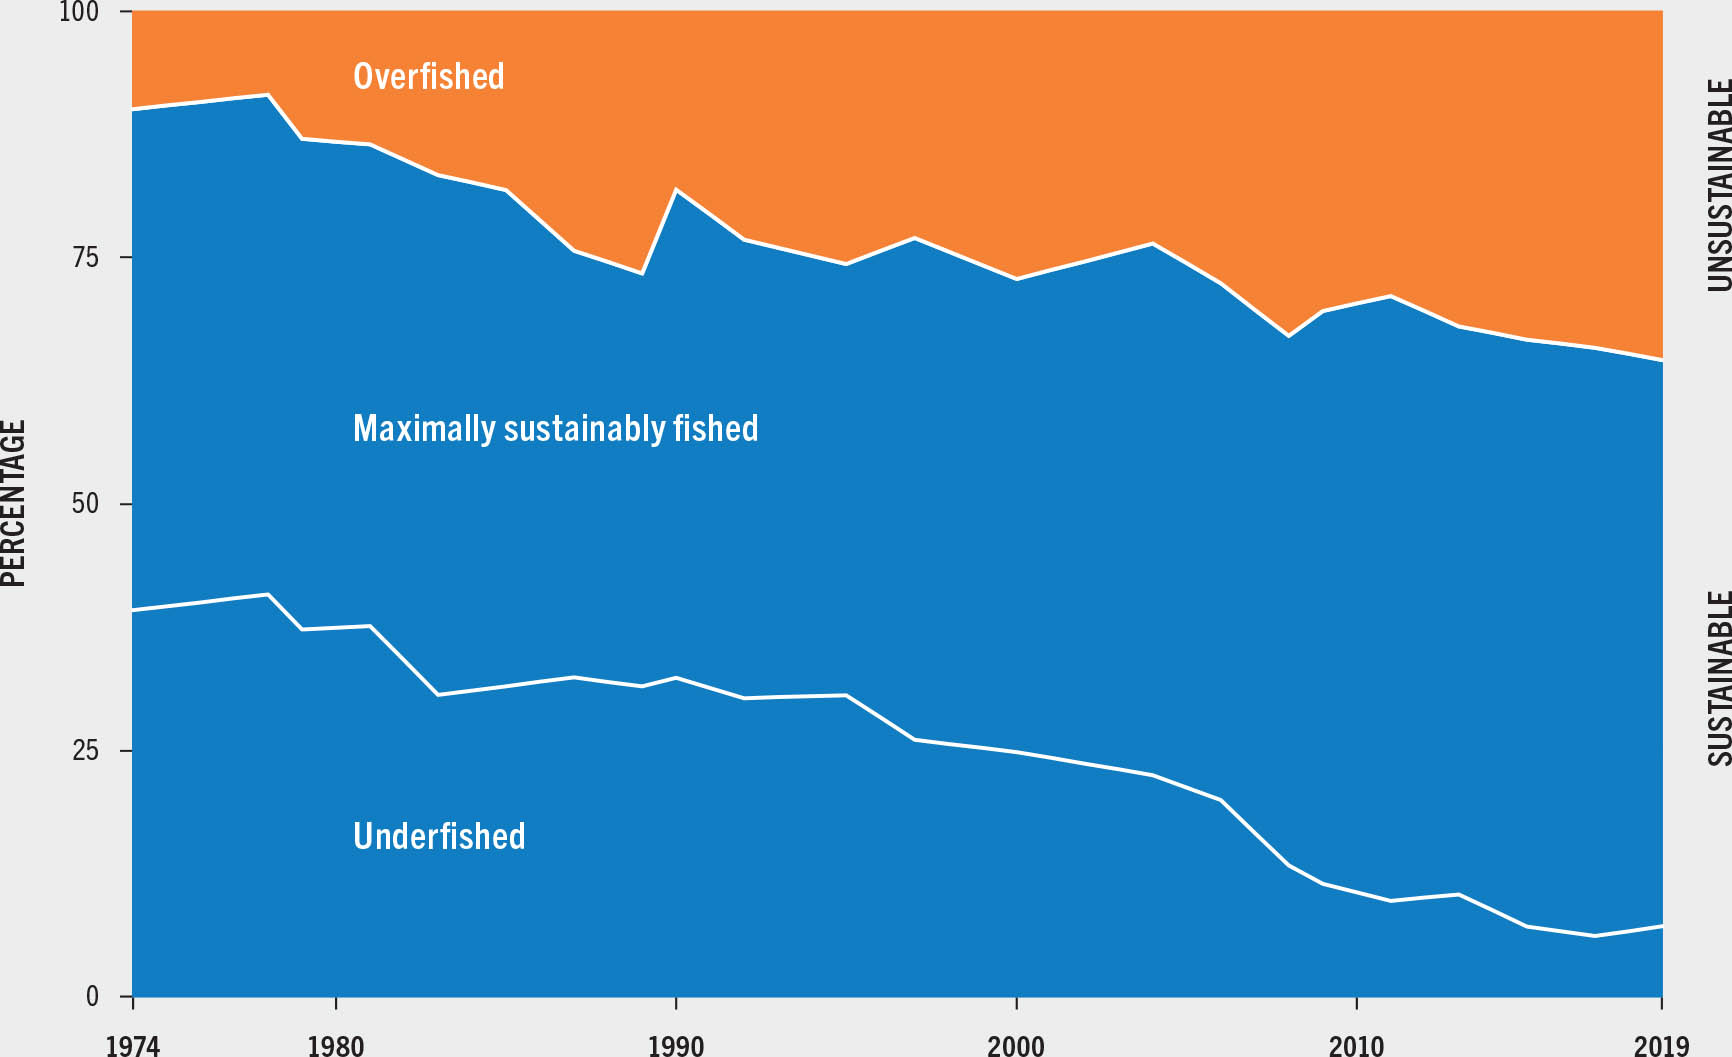 100
75
50
25
0
PERCENTAGE
Overfished
Maximally sustainably fished
Underfished
UNSUSTAINABLE
SUSTAINABLE
1974 1980 1990 2000 2010 2019